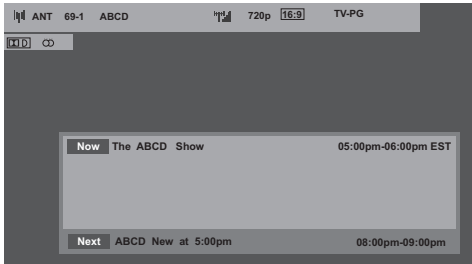 ANT 69-1 ABCD 720p 16:9 TV-PG
Now The ABCD Show 05:00pm-06:00pm EST
Next ABCD New at 5:00pm 08:00pm-09:00pm